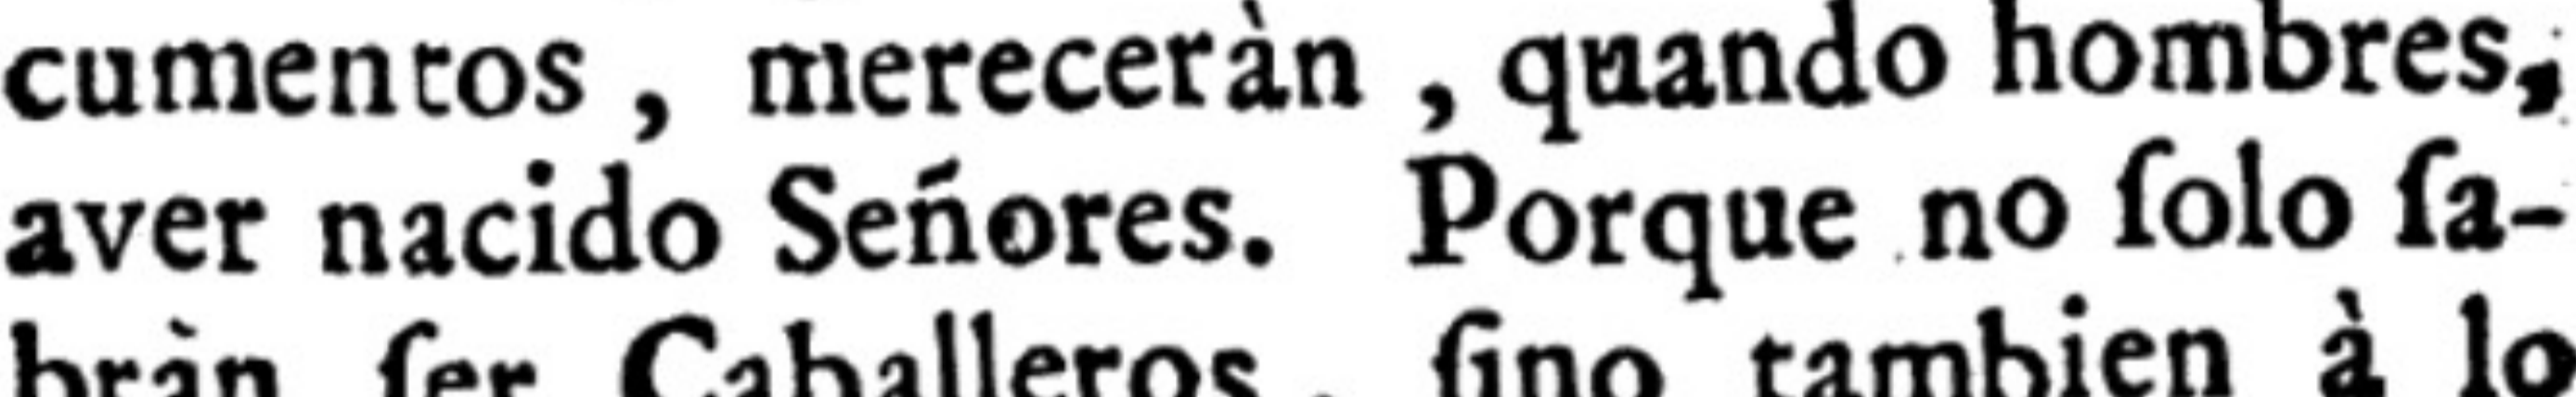 cumentos , mereceràn , quando hombres,
aver nacido Señores. Porque no ſolo ſa-
bràn ſer Caballeros , ſino tambien à lo